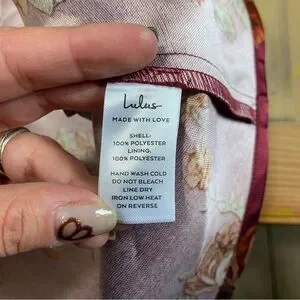 Lulus
MADE WITH LOVE
SHELL:
100% POLYESTER
LINING:
100% POLYESTER
HAND WASH COLD
DO NOT BLEACH
LINE DRY
IRON LOW HEAT
ON REVERSE